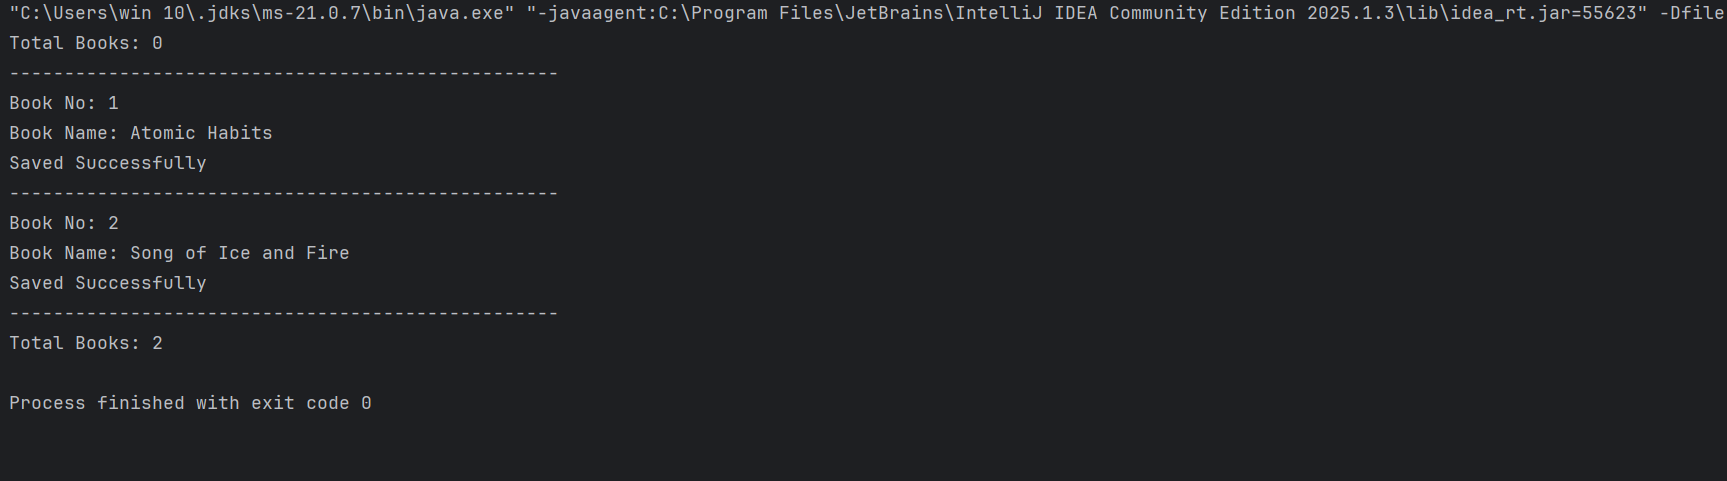 "C:\Users\win 10\.jdks\ms-21.0.7\bin\java.exe" "-javaagent:C:\Program Files\JetBrains\IntelliJ IDEA Community Edition 2025.1.3\lib\idea_rt.jar=55623" -Dfile
Total Books: 0
--------------------------------------------------
Book No: 1
Book Name: Atomic Habits
Saved Successfully
--------------------------------------------------
Book No: 2
Book Name: Song of Ice and Fire
Saved Successfully
--------------------------------------------------
Total Books: 2
Process finished with exit code 0